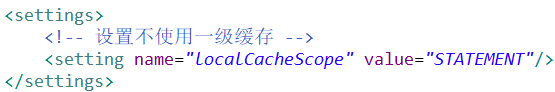 <settings>
<!-- 设置不使用一级缓存 -->
<setting name="localCacheScope" value="STATEMENT"/>
</settings>